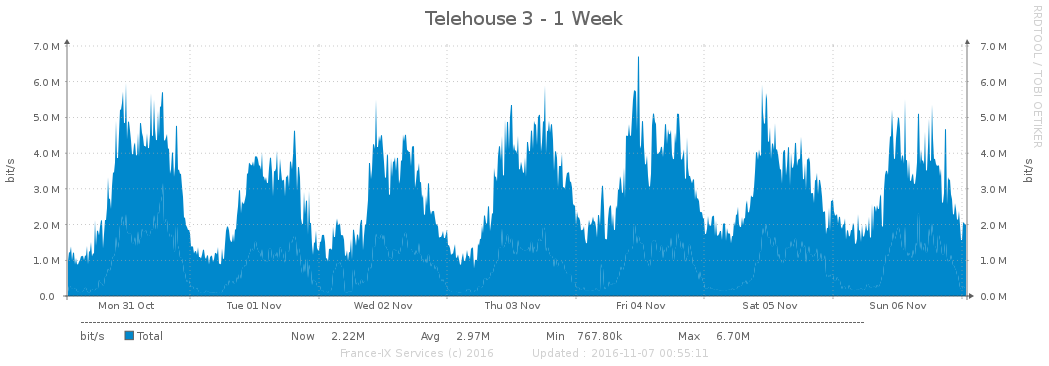 Telehouse 3 - 1 Week
RRDTOOL / TOBI OETIKER
7.0 M 7.0 M
6.0 M 6.0 M
5.0 M 5.0 M
4.0 M 4.0 M
3.0 M 3.0 M
2.0 M 2.0 M
1.0 M 1.0 M
0.0 0.0 M
bit/s
bit/s
Mon 31 Oct Tue 01 Nov Wed 02 Nov Thu 03 Nov Fri 04 Nov Sat 05 Nov Sun 06 Nov
bit/s Total Now 2.22M Avg 2.97M Min 767.80k Max 6.70M
France-IX Services (c) 2016 Updated : 2016-11-07 00:55:11